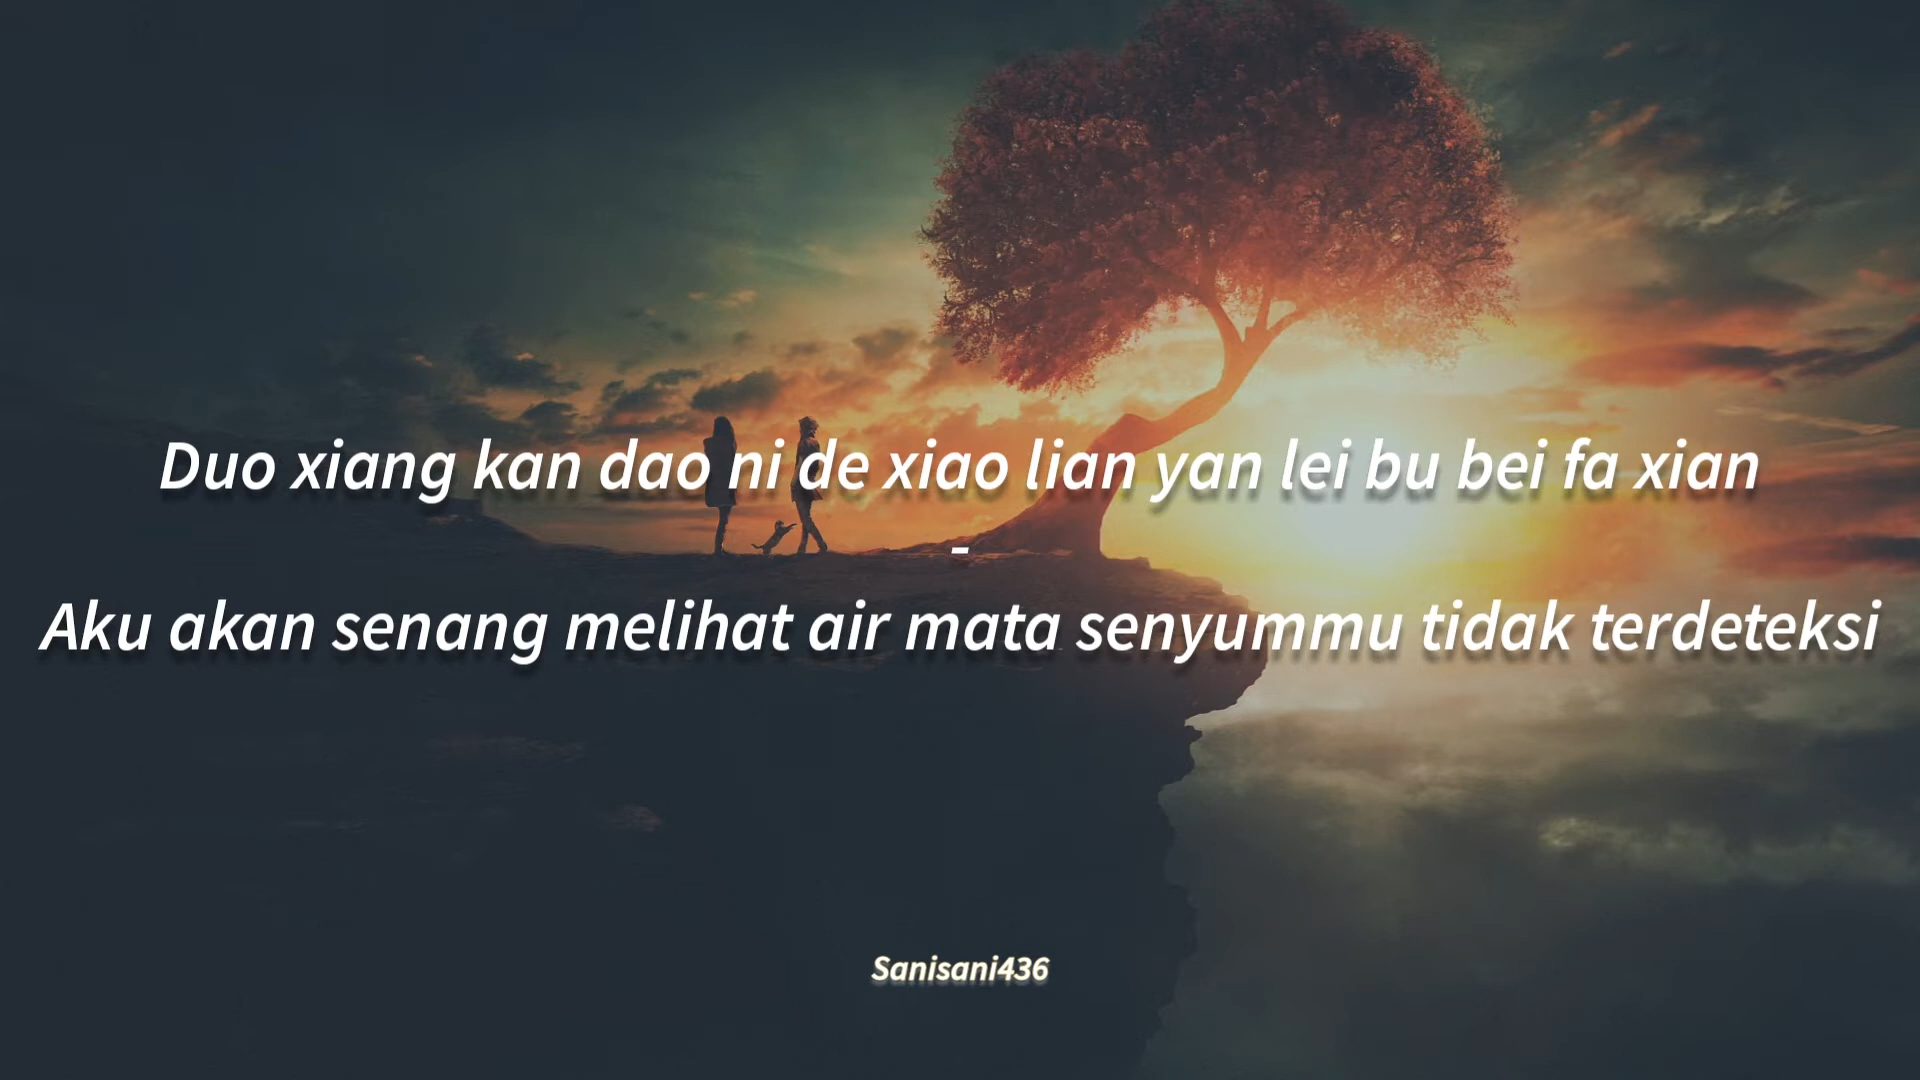 Duo xiang kan dao ni de xiao lian yan lei bu bei fa xian
-
Aku akan senang melihat air mata senyummu tidak terdeteksi
Sanisani436